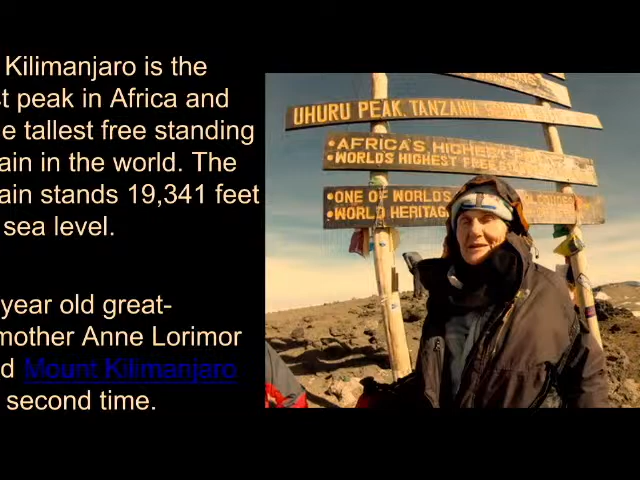 Kilimanjaro is the
t peak in Africa and
e tallest free standing
ain in the world. The
ain stands 19,341 feet
sea level.
year old great-
mother Anne Lorimor
d Mount Kilimanjaro
second time.
UHURU PEAK, TANZANIA
AFRICA'S HIGHEST
WORLDS HIGHEST FREE
ONE OF WORLD'S
WORLD HERITAG